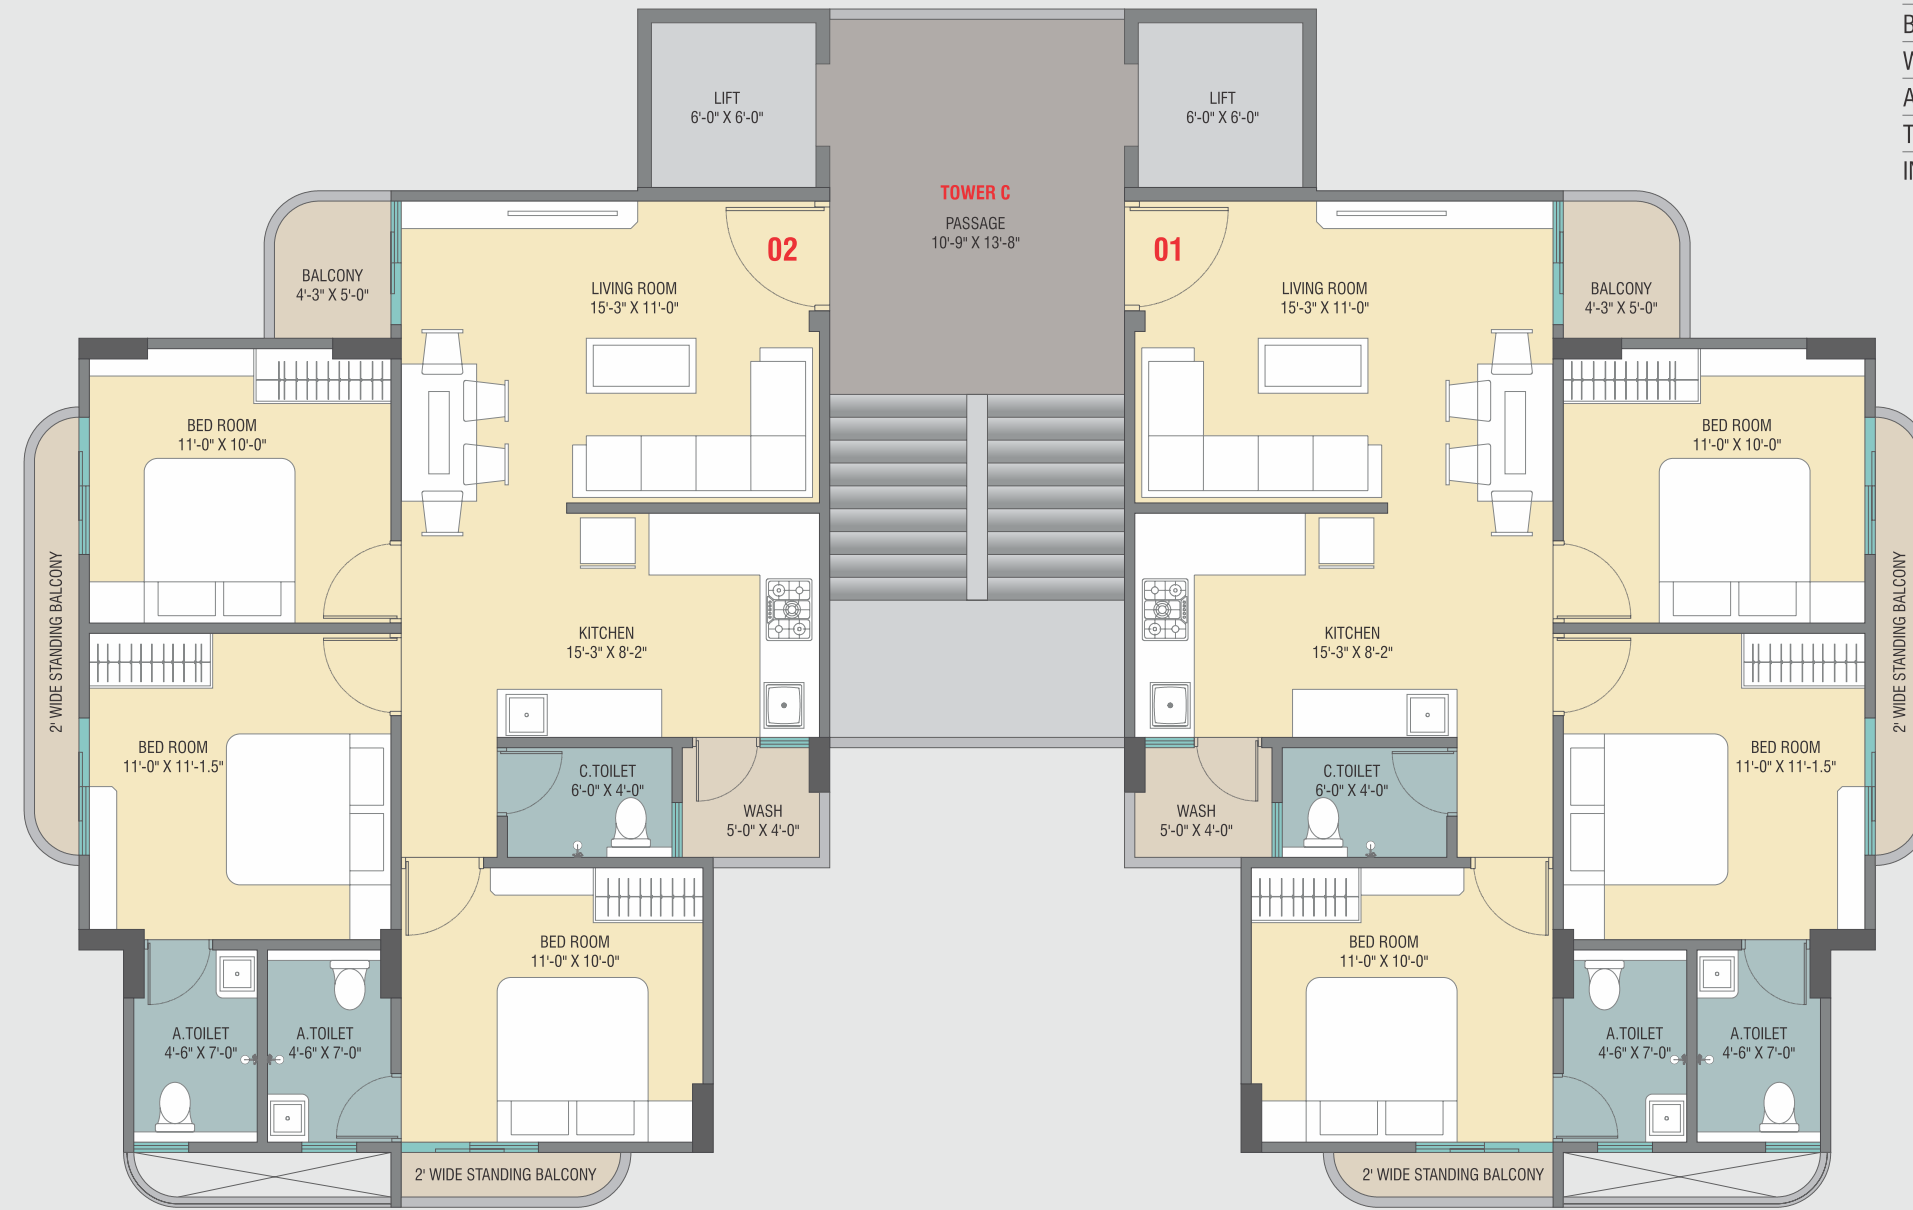 LIFT
6'-0" X 6'-0"
LIFT
6'-0" X 6'-0"
TOWER C
PASSAGE
10'-9" X 13'-8"
02
01
BALCONY
4'-3" X 5'-0"
LIVING ROOM
15'-3" X 11'-0"
LIVING ROOM
15'-3" X 11'-0"
BALCONY
4'-3" X 5'-0"
BED ROOM
11'-0" X 10'-0"
BED ROOM
11'-0" X 10'-0"
2' WIDE STANDING BALCONY
2' WIDE STANDING BALCONY
KITCHEN
15'-3" X 8'-2"
KITCHEN
15'-3" X 8'-2"
BED ROOM
11'-0" X 11'-1.5"
BED ROOM
11'-0" X 11'-1.5"
C.TOILET
6'-0" X 4'-0"
C.TOILET
6'-0" X 4'-0"
WASH
5'-0" X 4'-0"
WASH
5'-0" X 4'-0"
BED ROOM
11'-0" X 10'-0"
BED ROOM
11'-0" X 10'-0"
A.TOILET
4'-6" X 7'-0"
A.TOILET
4'-6" X 7'-0"
A.TOILET
4'-6" X 7'-0"
A.TOILET
4'-6" X 7'-0"
2' WIDE STANDING BALCONY
2' WIDE STANDING BALCONY